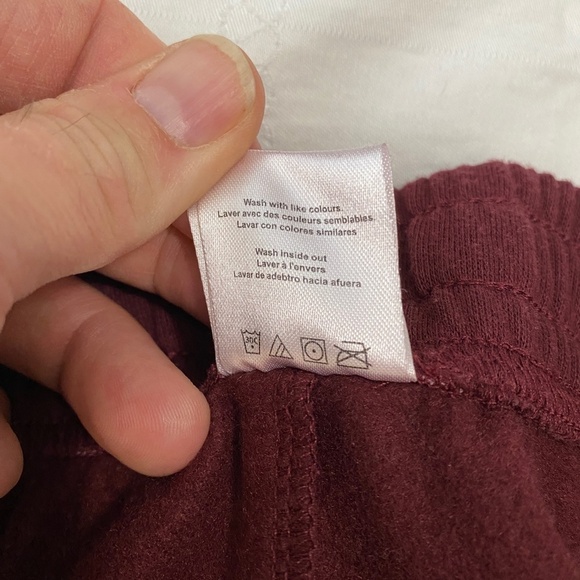 Wash with like colours.
Laver avec des couleurs semblables.
Lavar con colores similares
Wash inside out
Laver à l'envers
Lavar de adebtro hacia afuera
30C